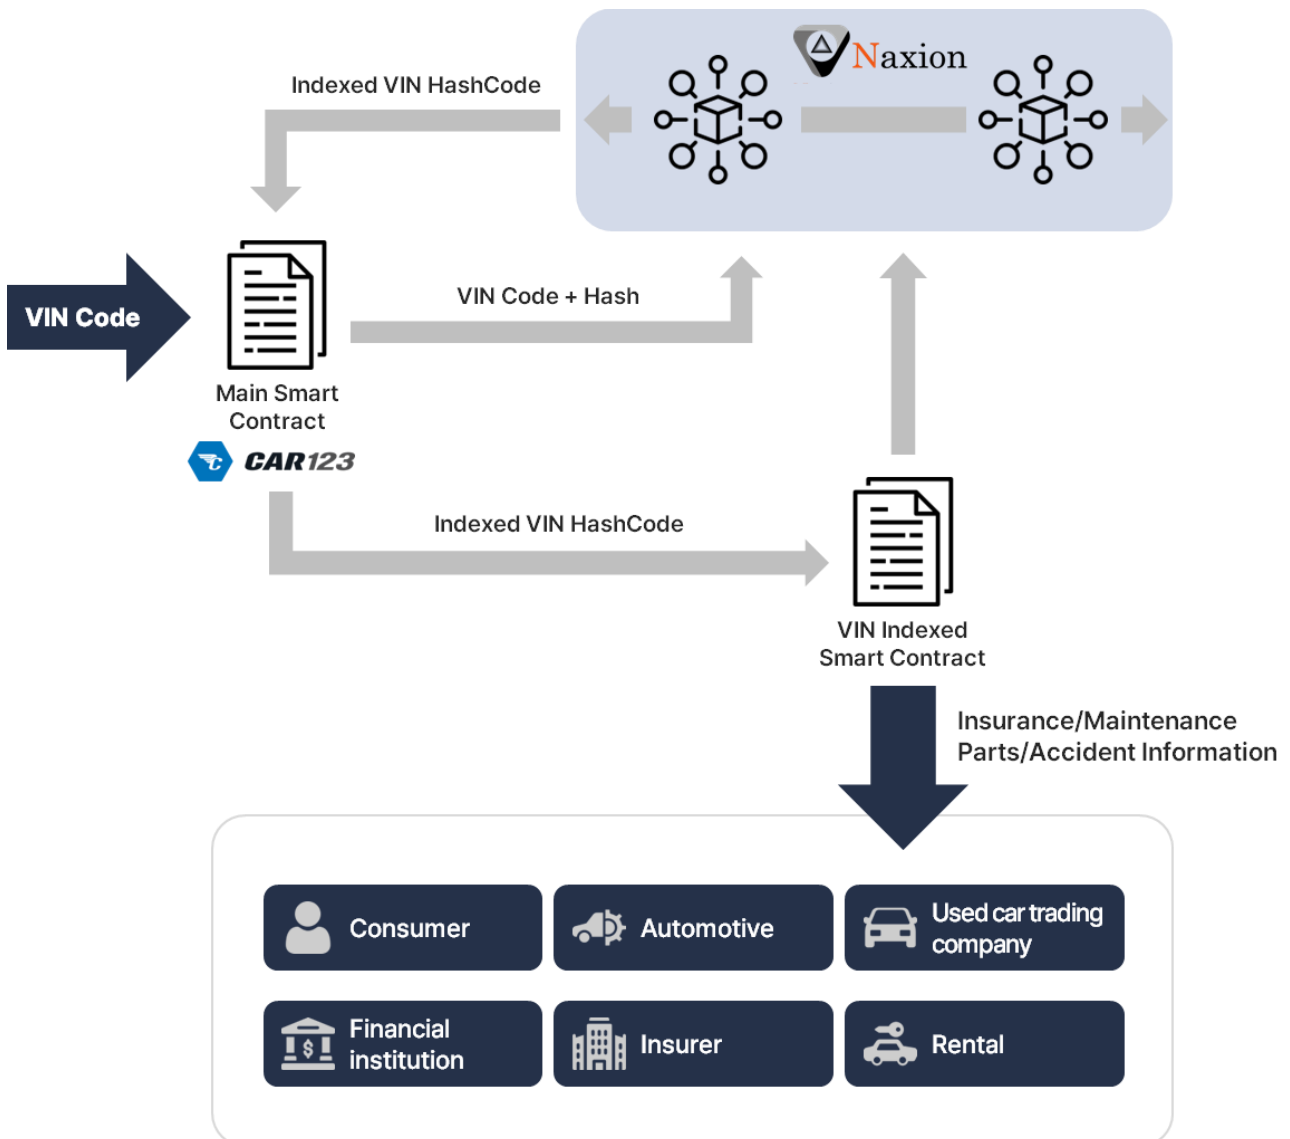 Naxion
Indexed VIN HashCode
VIN Code + Hash
VIN Code
Main Smart
Contract
CAR123
Indexed VIN HashCode
VIN Indexed
Smart Contract
Insurance/Maintenance
Parts/Accident Information
Consumer
Automotive
Used car trading
company
Financial
institution
Insurer
Rental